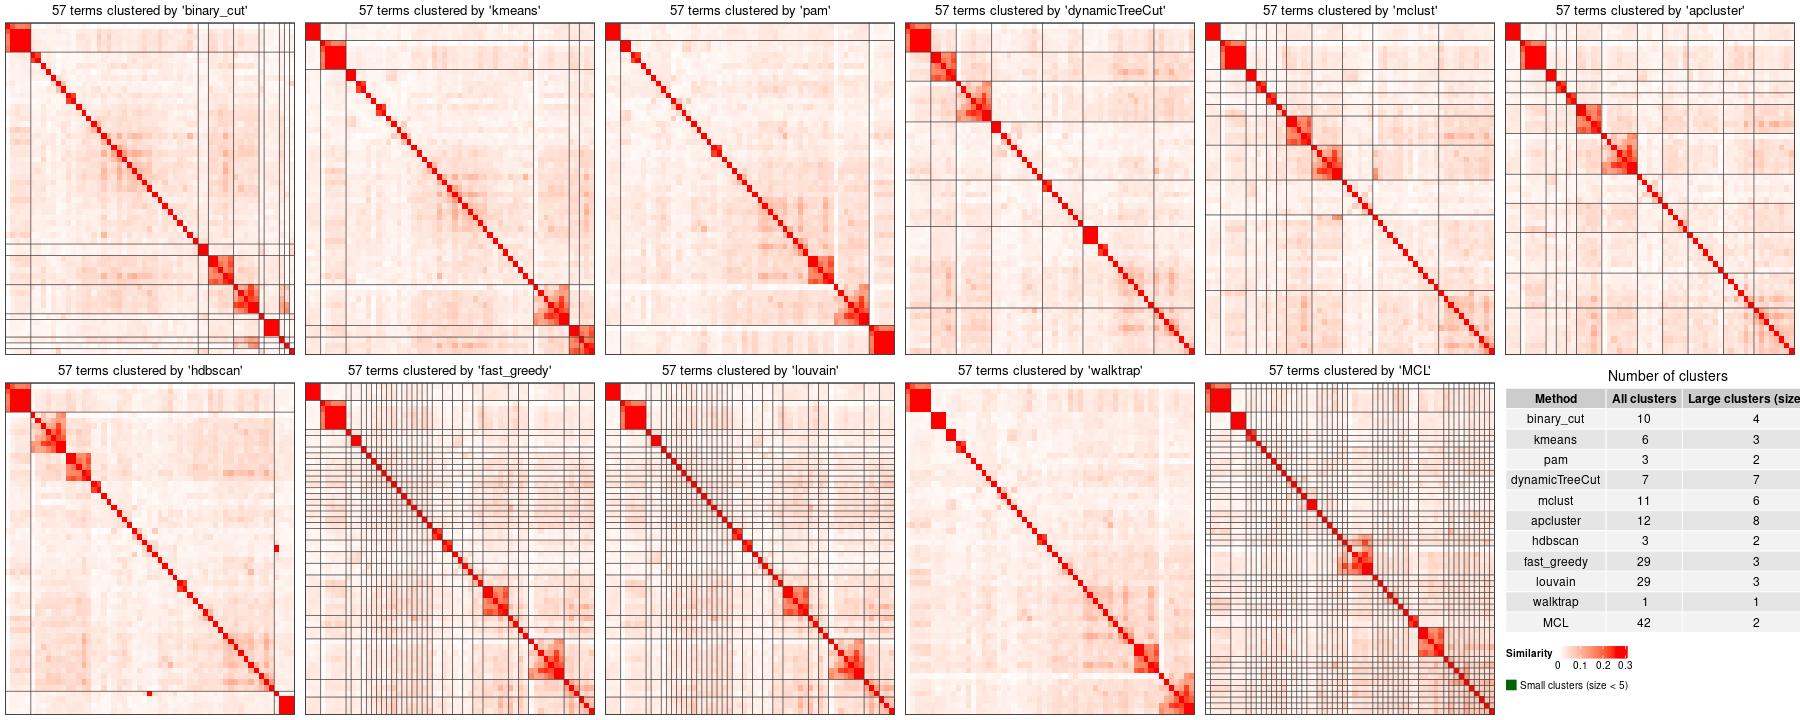 57 terms clustered by 'binary_cut'
57 terms clustered by 'kmeans'
57 terms clustered by 'pam'
57 terms clustered by 'dynamicTreeCut'
57 terms clustered by 'mclust'
57 terms clustered by 'apcluster'
57 terms clustered by 'hdbscan'
57 terms clustered by 'fast_greedy'
57 terms clustered by 'louvain'
57 terms clustered by 'walktrap'
57 terms clustered by 'MCL'
Number of clusters
Method All clusters Large clusters (size
binary_cut 10 4
kmeans 6 3
pam 3 2
dynamicTreeCut 7 7
mclust 11 6
apcluster 12 8
hdbscan 3 2
fast_greedy 29 3
louvain 29 3
walktrap 1 1
MCL 42 2
Similarity
0 0.1 0.2 0.3
Small clusters (size < 5)